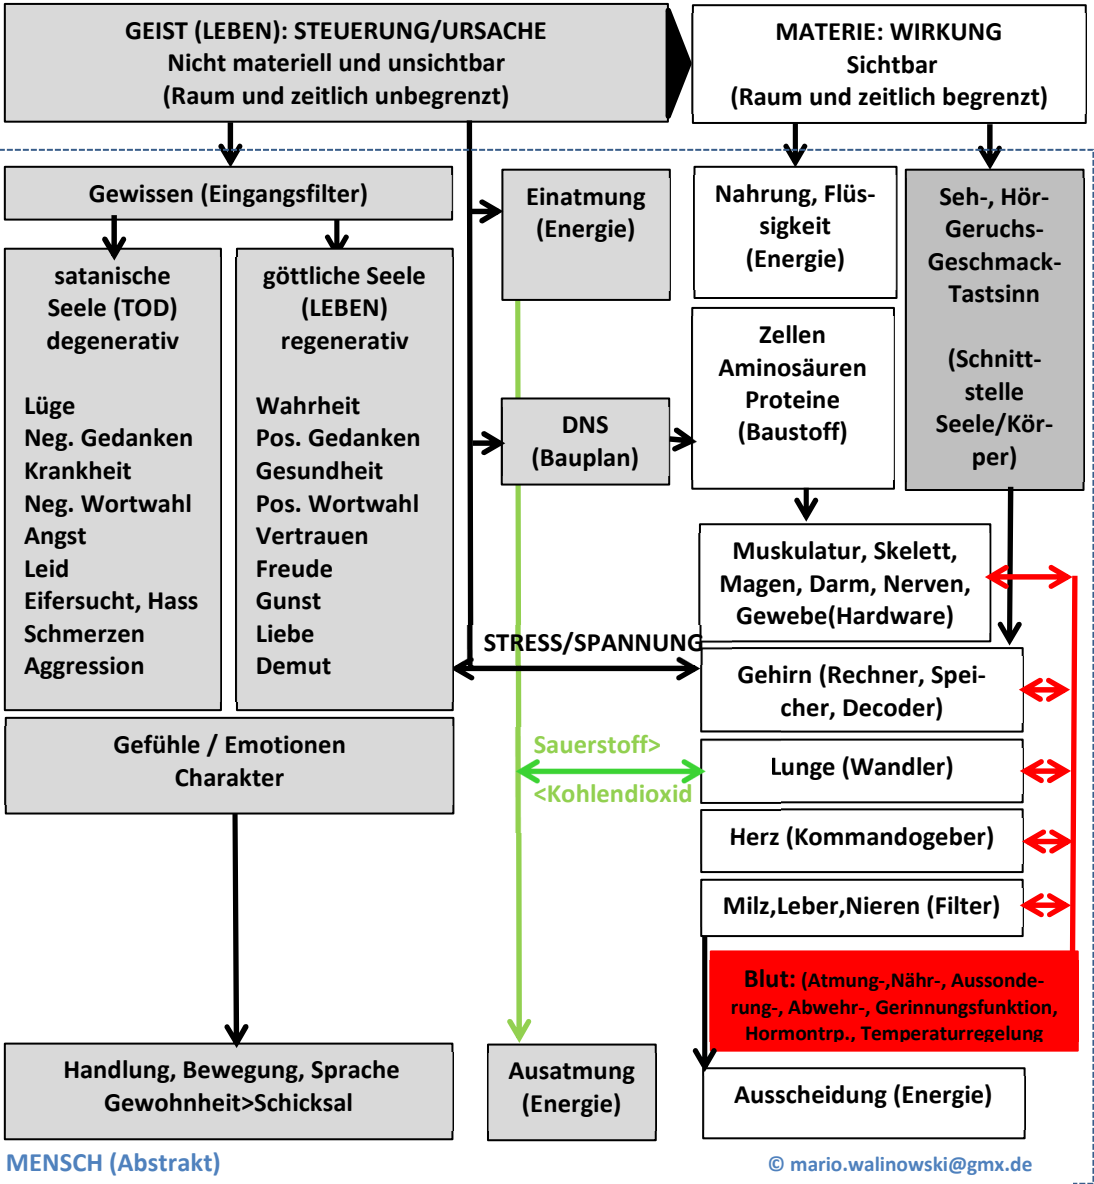 GEIST (LEBEN): STEUERUNG/URSACHE
Nicht materiell und unsichtbar
(Raum und zeitlich unbegrenzt)
MATERIE: WIRKUNG
Sichtbar
(Raum und zeitlich begrenzt)
Gewissen (Eingangsfilter)
satanische
Seele (TOD)
degenerativ
Lüge
Neg. Gedanken
Krankheit
Neg. Wortwahl
Angst
Leid
Eifersucht, Hass
Schmerzen
Aggression
göttliche Seele
(LEBEN)
regenerativ
Wahrheit
Pos. Gedanken
Gesundheit
Pos. Wortwahl
Vertrauen
Freude
Gunst
Liebe
Demut
Gefühle / Emotionen
Charakter
Handlung, Bewegung, Sprache
Gewohnheit>Schicksal
Einatmung
(Energie)
DNS
(Bauplan)
STRESS/SPANNUNG
Sauerstoff>
<Kohlendioxid
Ausatmung
(Energie)
Nahrung, Flüs-
sigkeit
(Energie)
Zellen
Aminosäuren
Proteine
(Baustoff)
Seh-, Hör-
Geruchs-
Geschmack-
Tastsinn
(Schnitt-
stelle
Seele/Kör-
per)
Muskulatur, Skelett,
Magen, Darm, Nerven,
Gewebe(Hardware)
Gehirn (Rechner, Spei-
cher, Decoder)
Lunge (Wandler)
Herz (Kommandogeber)
Milz,Leber,Nieren (Filter)
Blut: (Atmung-,Nähr-, Aussonde-
rung-, Abwehr-, Gerinnungsfunktion,
Hormontrp., Temperaturregelung
Ausscheidung (Energie)
MENSCH (Abstrakt)
© mario.walinowski@gmx.de